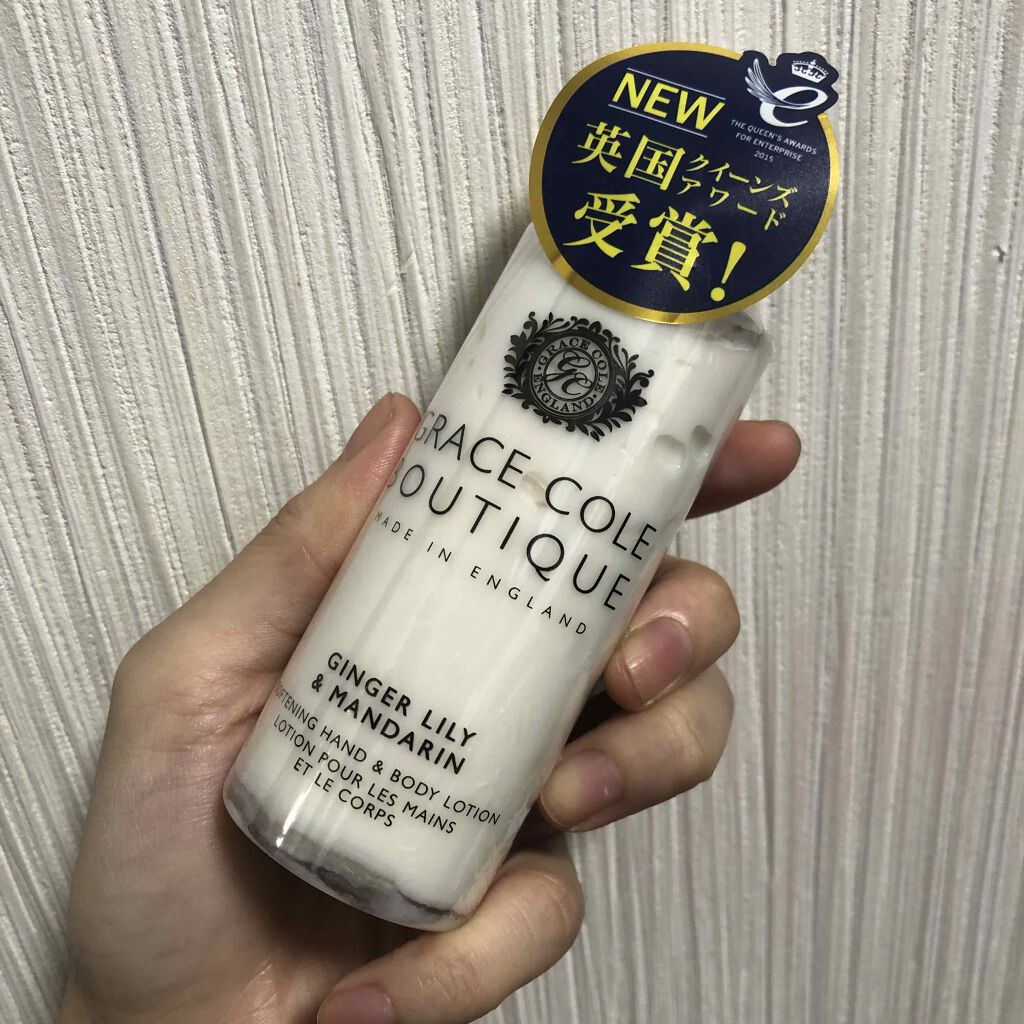 NEW
THE QUEEN'S AWARDS
FOR ENTERPRISE
2015
英国クイーンズ
アワード
受賞!
GRACE COLE
GC
ENGLAND
GRACE COLE
BOUTIQUE
MADE IN ENGLAND
GINGER LILY
& MANDARIN
SOFTENING HAND & BODY LOTION
LOTION POUR LES MAINS
ET LE CORPS